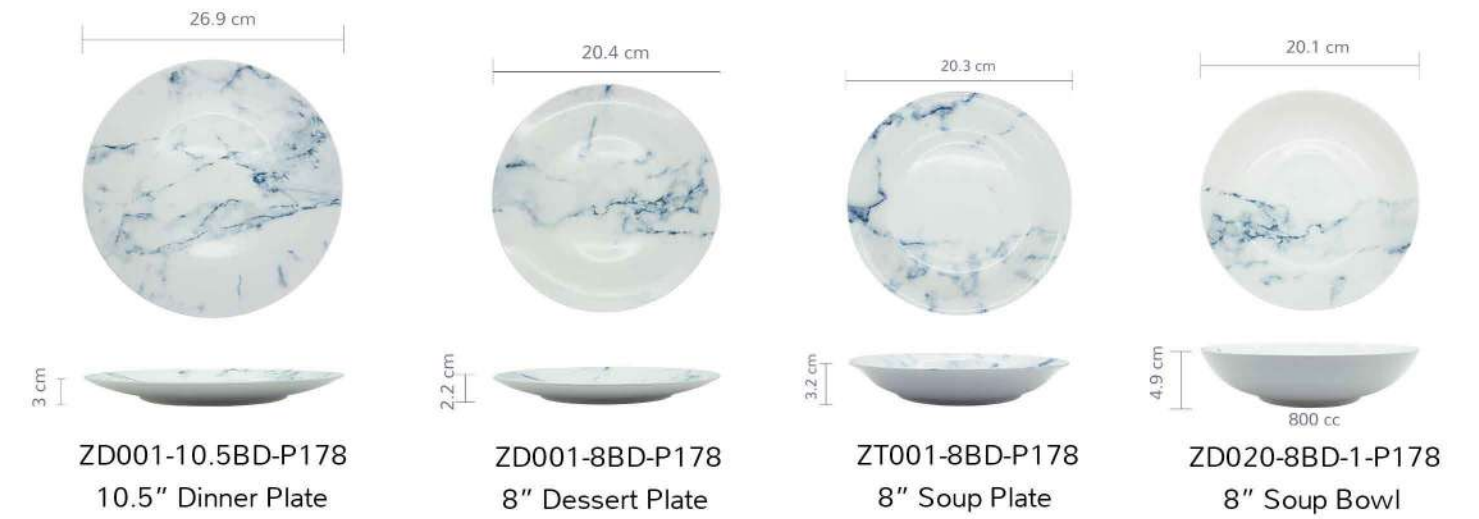 26.9 cm
20.4 cm
20.3 cm
20.1 cm
3 cm
2.2 cm
3.2 cm
4.9 cm
800 cc
ZD001-10.5BD-P178
10.5" Dinner Plate
ZD001-8BD-P178
8" Dessert Plate
ZT001-8BD-P178
8" Soup Plate
ZD020-8BD-1-P178
8" Soup Bowl